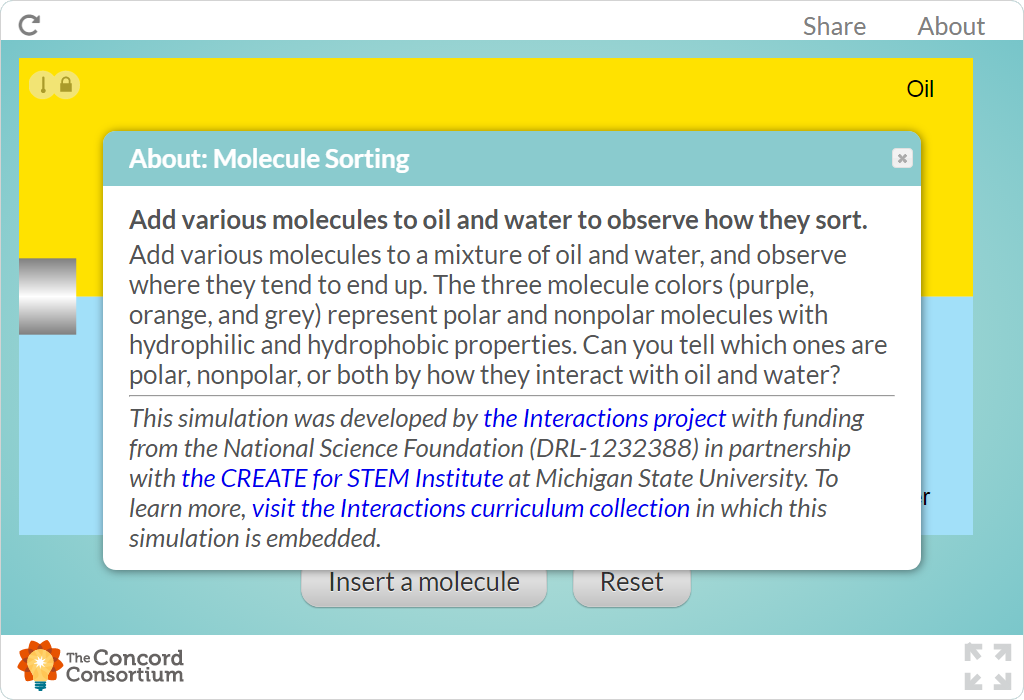 Share About
Oil
About: Molecule Sorting
Add various molecules to oil and water to observe how they sort.
Add various molecules to a mixture of oil and water, and observe
where they tend to end up. The three molecule colors (purple,
orange, and grey) represent polar and nonpolar molecules with
hydrophilic and hydrophobic properties. Can you tell which ones are
polar, nonpolar, or both by how they interact with oil and water?
This simulation was developed by the Interactions project with funding
from the National Science Foundation (DRL-1232388) in partnership
with the CREATE for STEM Institute at Michigan State University. To
learn more, visit the Interactions curriculum collection in which this
simulation is embedded.
Insert a molecule Reset
The Concord
Consortium